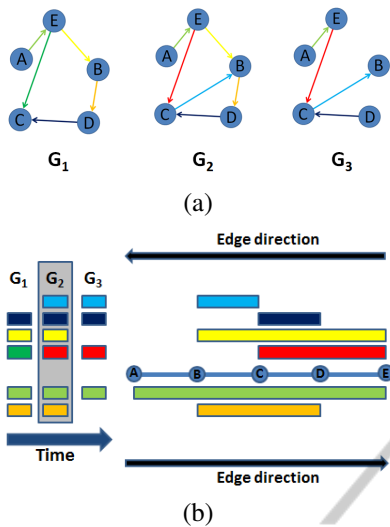 E E E
A B A B A B
C D C D C D
G₁ G₂ G₃
(a)
Edge direction
G₁ G₂ G₃
A B C D E
Time
Edge direction
(b)